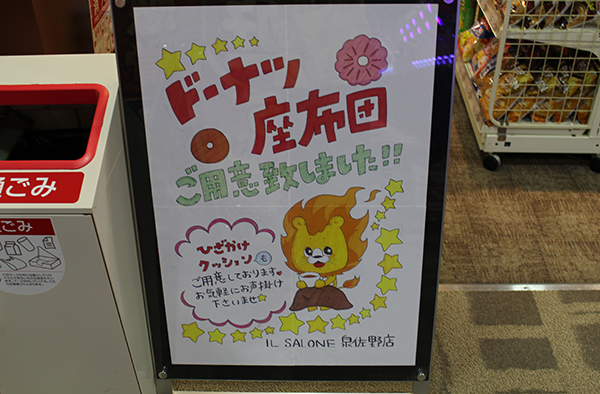 ドーナツ
座布団
ご用意致しました!!
ひざかけ
クッションも
ご用意しております♥
お気軽にお声掛け
下さいませ☆
IL SALONE 泉佐野店
ごみ
ごみ